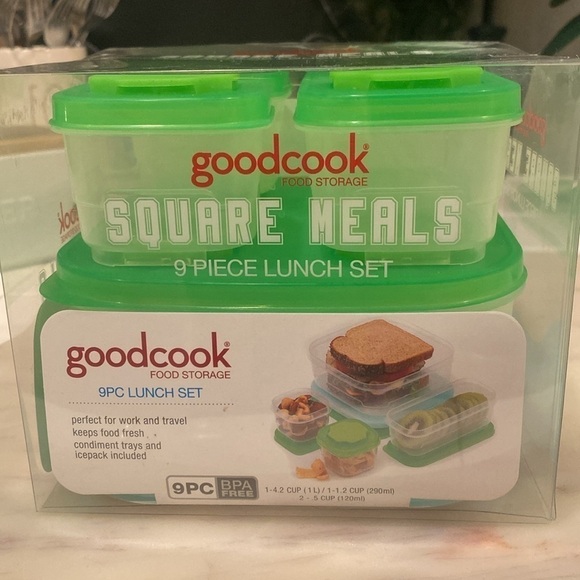 goodcook®
FOOD STORAGE
SQUARE MEALS
9 PIECE LUNCH SET
goodcook®
FOOD STORAGE
9PC LUNCH SET
perfect for work and travel
keeps food fresh
condiment trays and
icepack included
9PC BPA FREE
1-4.2 CUP (1L) / 1-1.2 CUP (290ml)
2 - .5 CUP (120ml)